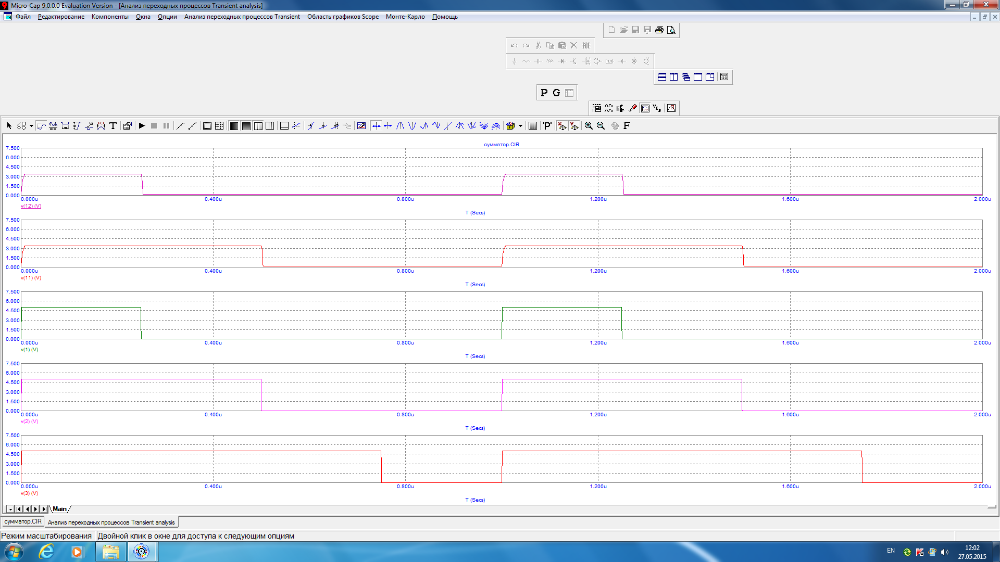 Micro-Cap 9.0.0.0 Evaluation Version - [Анализ переходных процессов Transient analysis]
Файл Редактирование Компоненты Окна Опции Анализ переходных процессов Transient Область графиков Scope Монте-Карло Помощь
All
P G
T 'P' F
сумматор.CIR
7.500
6.000
4.500
3.000
1.500
0.000
0.000u 0.400u 0.800u 1.200u 1.600u 2.000u
v(12) (V)
T (Secs)
7.500
6.000
4.500
3.000
1.500
0.000
0.000u 0.400u 0.800u 1.200u 1.600u 2.000u
v(11) (V)
T (Secs)
7.500
6.000
4.500
3.000
1.500
0.000
0.000u 0.400u 0.800u 1.200u 1.600u 2.000u
v(1) (V)
T (Secs)
7.500
6.000
4.500
3.000
1.500
0.000
0.000u 0.400u 0.800u 1.200u 1.600u 2.000u
v(2) (V)
T (Secs)
7.500
6.000
4.500
3.000
1.500
0.000
0.000u 0.400u 0.800u 1.200u 1.600u 2.000u
v(3) (V)
T (Secs)
Main
сумматор.CIR Анализ переходных процессов Transient analysis
Режим масштабирования Двойной клик в окне для доступа к следующим опциям
EN 12:02
27.05.2015